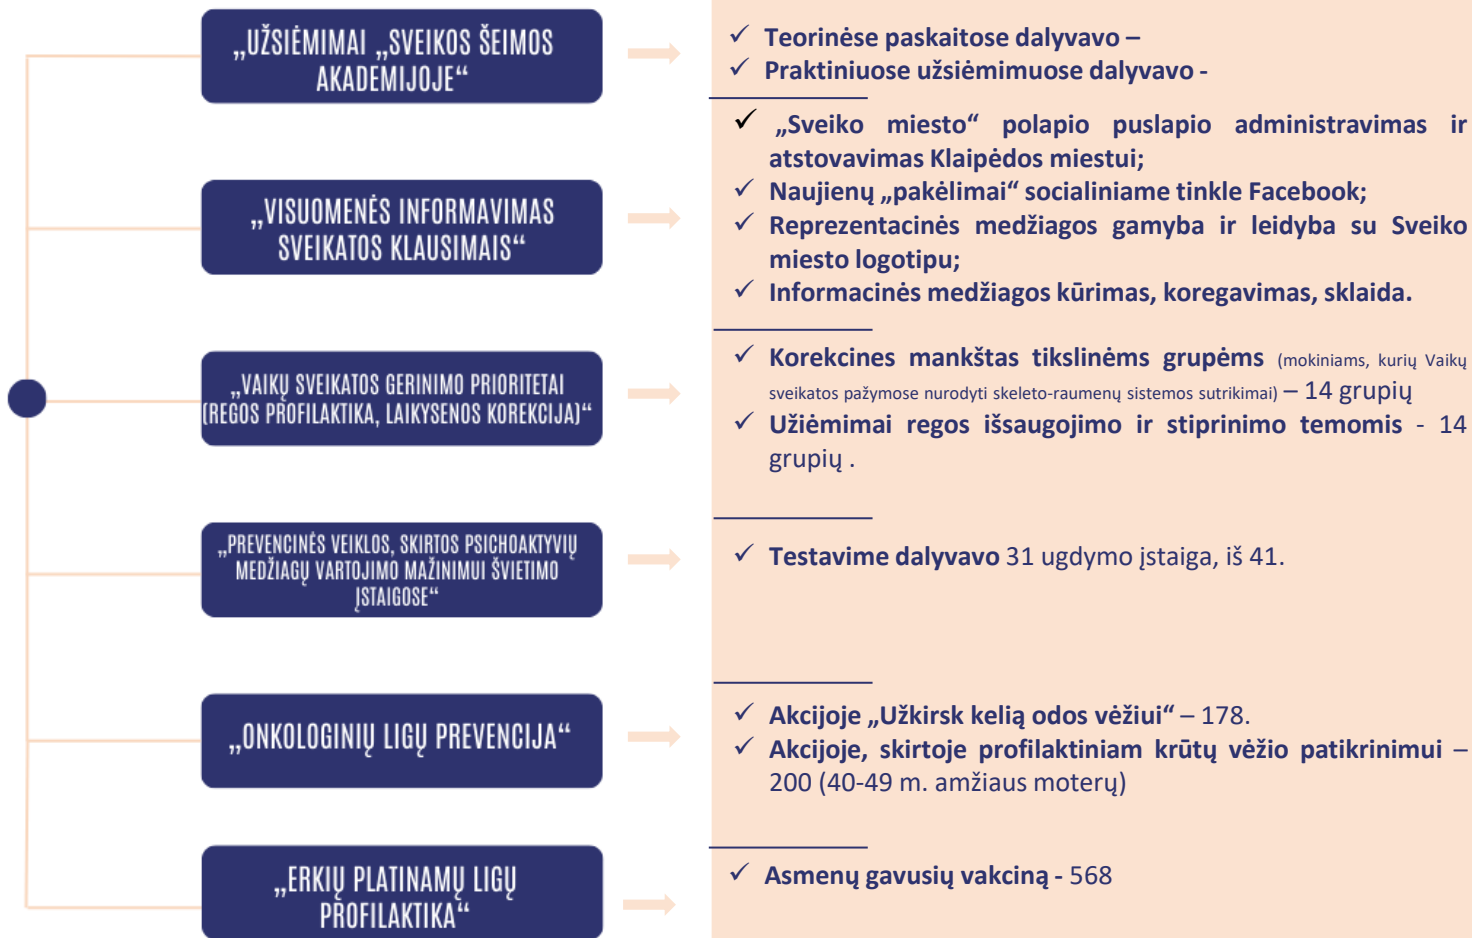 „UŽSIĖMIMAI „SVEIKOS ŠEIMOS
AKADEMIJOJE“
✓ Teorinėse paskaitose dalyvavo –
✓ Praktiniuose užsiėmimuose dalyvavo -
„VISUOMENĖS INFORMAVIMAS
SVEIKATOS KLAUSIMAIS“
✓ „Sveiko miesto“ polapio puslapio administravimas ir
atstovavimas Klaipėdos miestui;
✓ Naujienų „pakėlimai“ socialiniame tinkle Facebook;
✓ Reprezentacinės medžiagos gamyba ir leidyba su Sveiko
miesto logotipu;
✓ Informacinės medžiagos kūrimas, koregavimas, sklaida.
„VAIKŲ SVEIKATOS GERINIMO PRIORITETAI
(REGOS PROFILAKTIKA, LAIKYSENOS KOREKCIJA)“
✓ Korekcines mankštas tikslinėms grupėms (mokiniams, kurių Vaikų
sveikatos pažymose nurodyti skeleto-raumenų sistemos sutrikimai) – 14 grupių
✓ Užiėmimai regos išsaugojimo ir stiprinimo temomis - 14
grupių .
„PREVENCINĖS VEIKLOS, SKIRTOS PSICHOAKTYVIŲ
MEDŽIAGŲ VARTOJIMO MAŽINIMUI ŠVIETIMO
ĮSTAIGOSE“
✓ Testavime dalyvavo 31 ugdymo įstaiga, iš 41.
„ONKOLOGINIŲ LIGŲ PREVENCIJA“
✓ Akcijoje „Užkirsk kelią odos vėžiui“ – 178.
✓ Akcijoje, skirtoje profilaktiniam krūtų vėžio patikrinimui –
200 (40-49 m. amžiaus moterų)
„ERKIŲ PLATINAMŲ LIGŲ
PROFILAKTIKA“
✓ Asmenų gavusių vakciną - 568